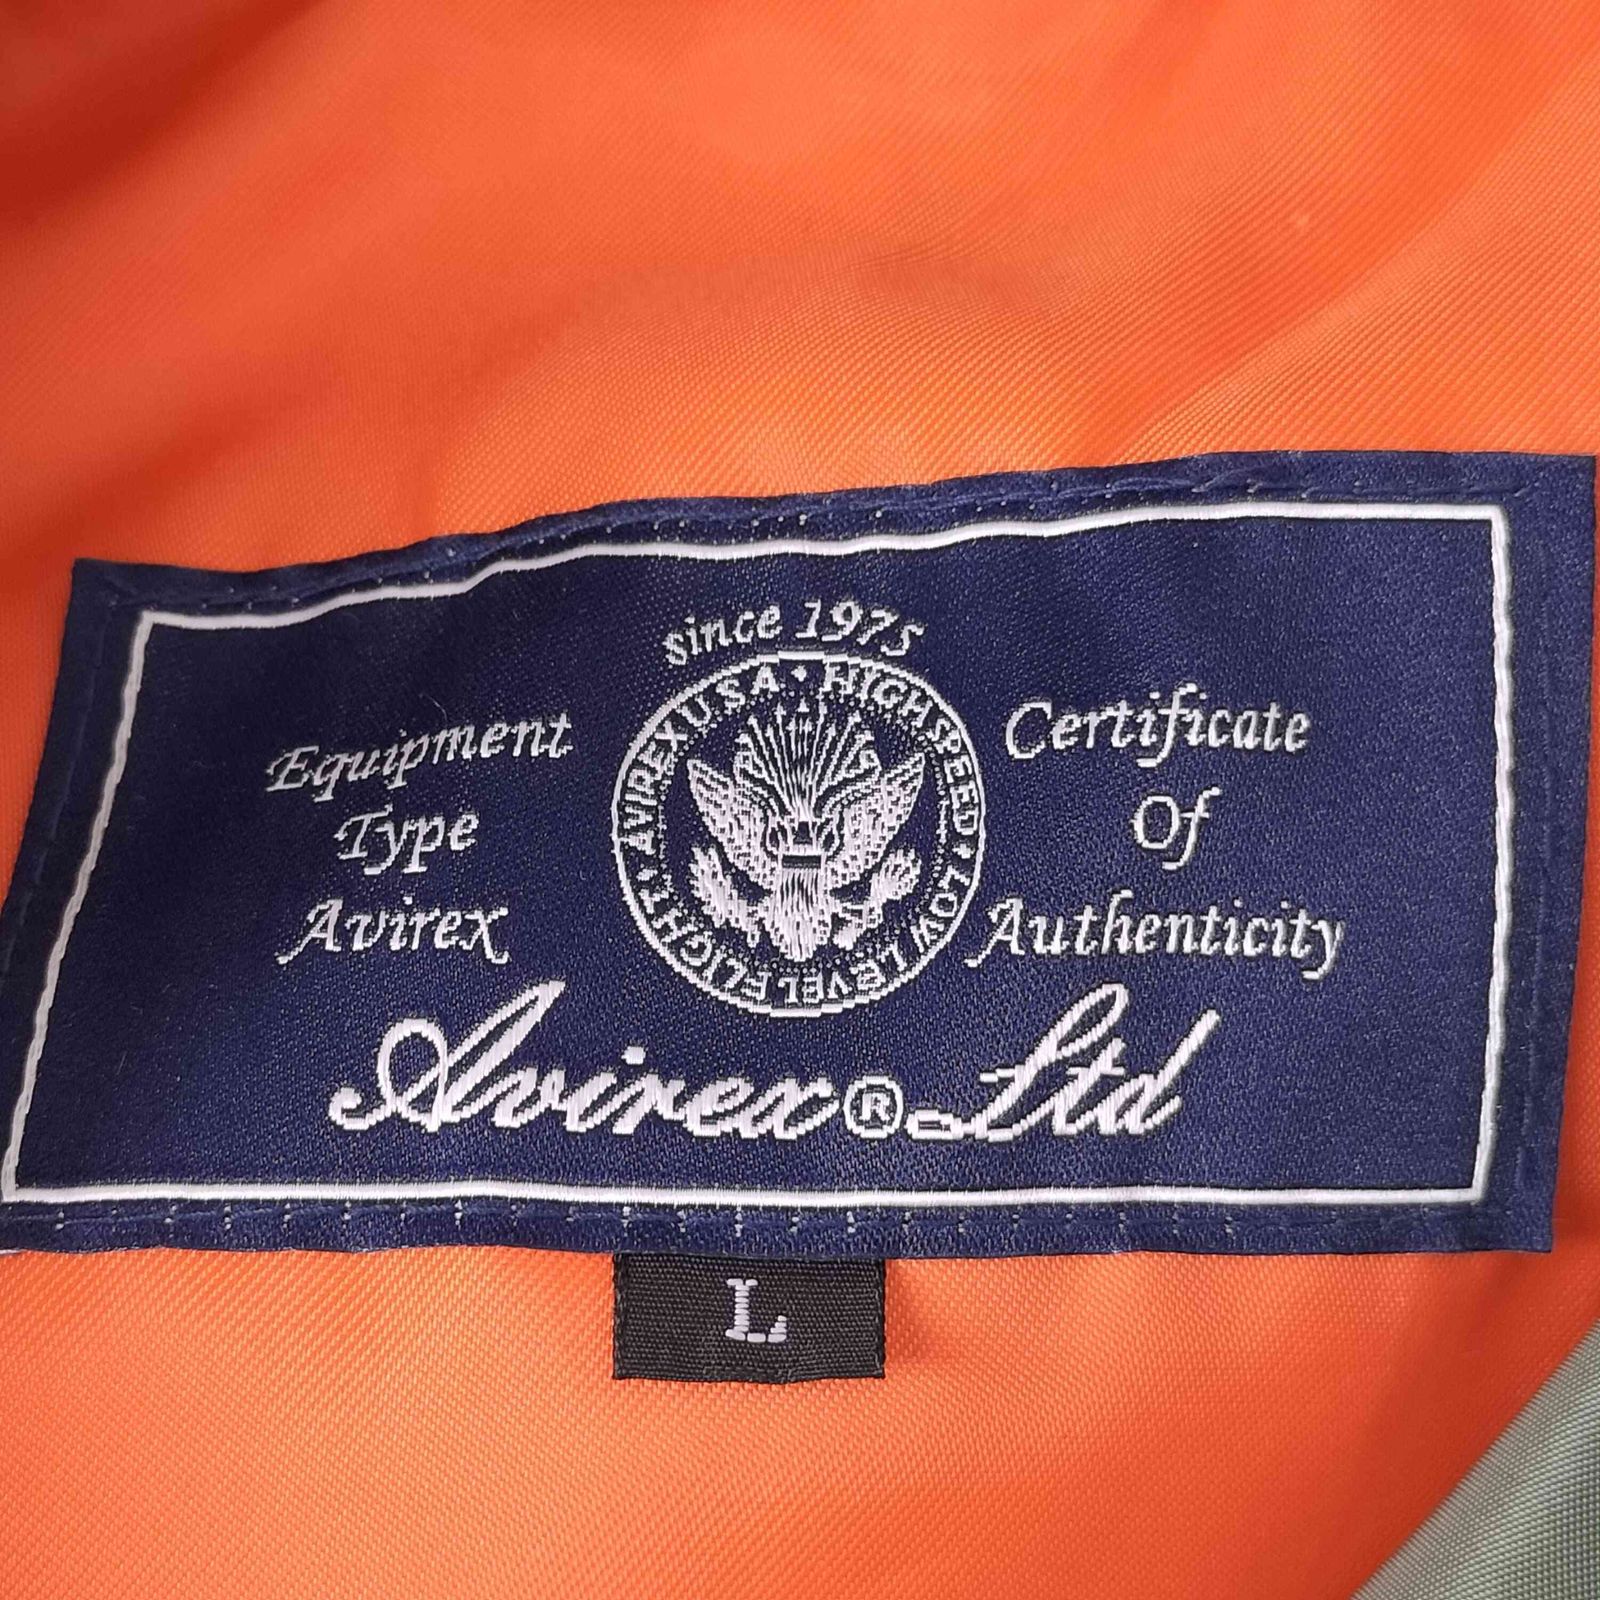 since 1975
AVIREX U.S.A • HIGH SPEED • LOW LEVEL FLIGHT •
Equipment
Type
Avirex
Certificate
Of
Authenticity
Avirex® Ltd
L